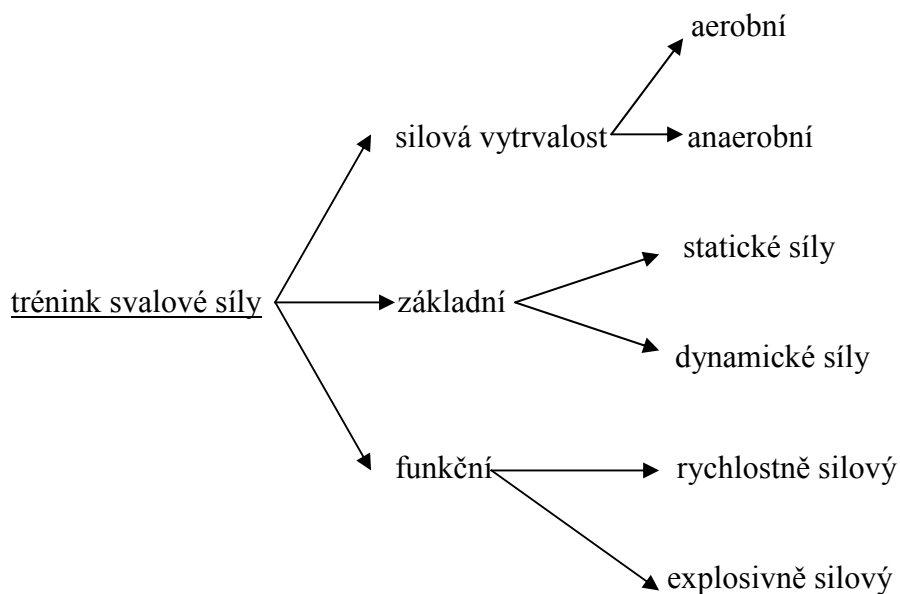 aerobní
silová vytrvalost
anaerobní
statické síly
trénink svalové síly
základní
dynamické síly
funkční
rychlostně silový
explosivně silový